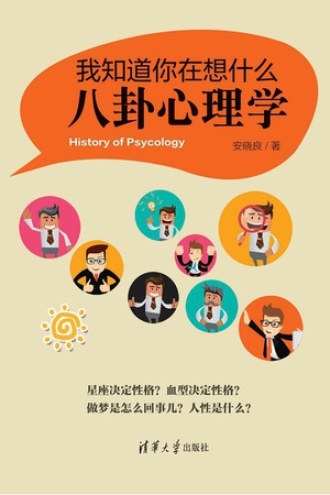 我知道你在想什么
八卦心理学
History of Psycology
安晓良 / 著
星座决定性格？血型决定性格？
做梦是怎么回事儿？人性是什么？
清华大学出版社